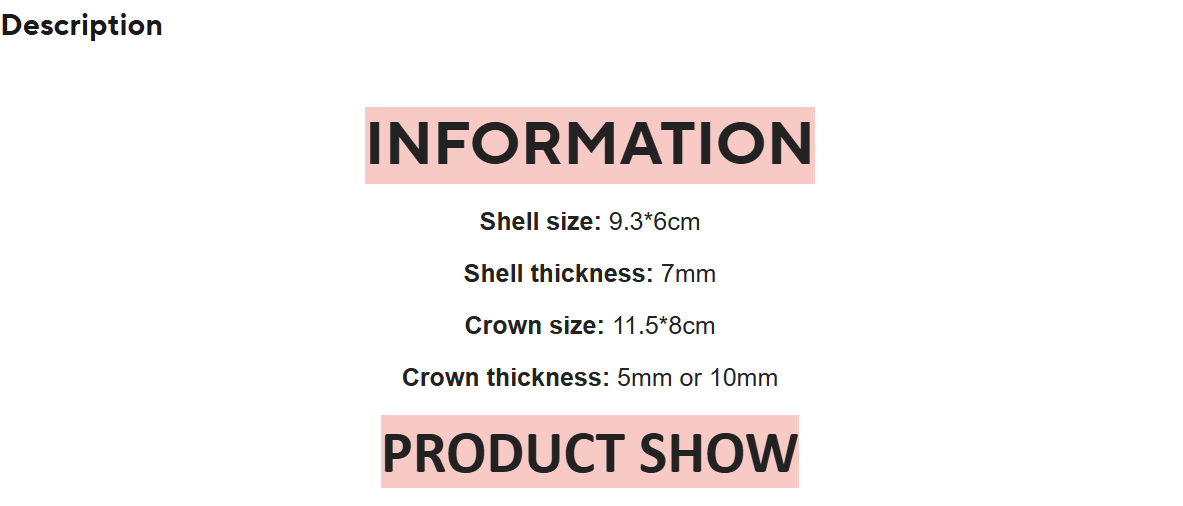 Description
INFORMATION
Shell size: 9.3*6cm
Shell thickness: 7mm
Crown size: 11.5*8cm
Crown thickness: 5mm or 10mm
PRODUCT SHOW